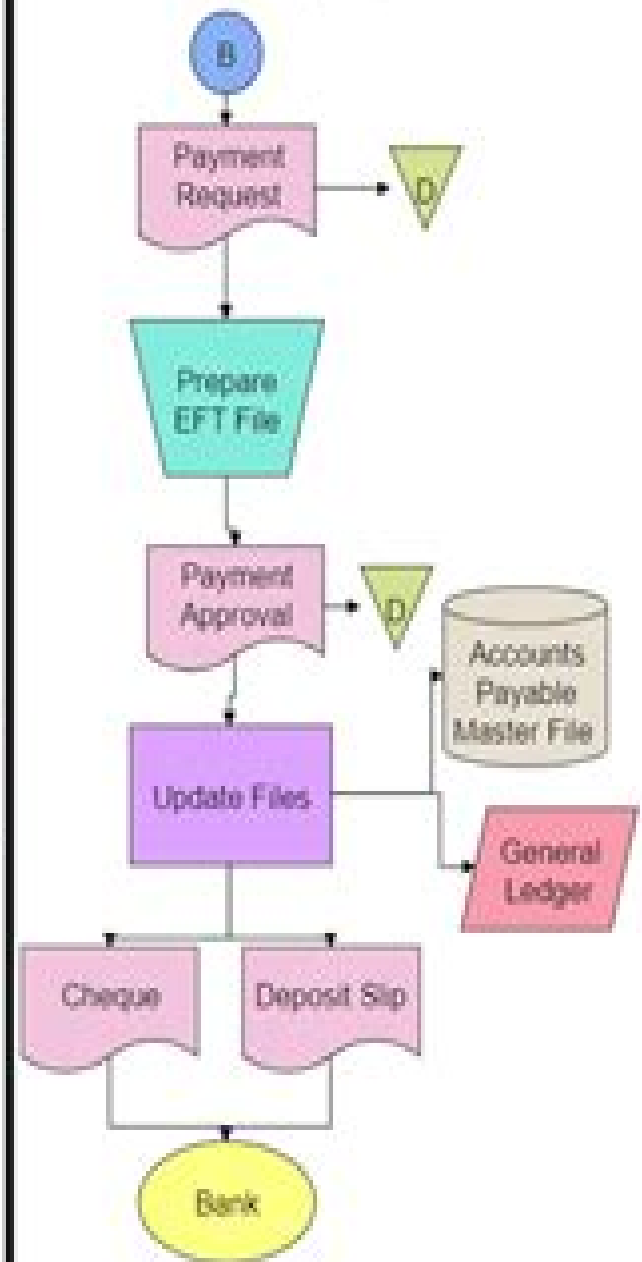 B
Payment
Request
D
Prepare
EFT File
Payment
Approval
D
Accounts
Payable
Master File
Update Files
General
Ledger
Cheque
Deposit Slip
Bank